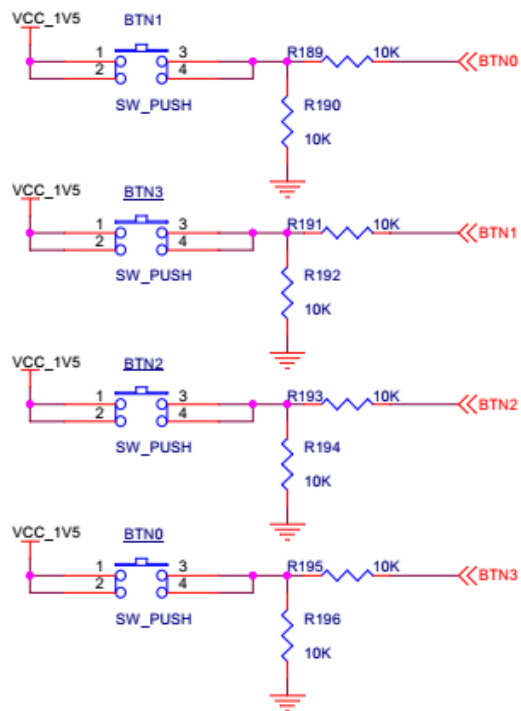 VCC_1V5 BTN1
1 3 R189 10K BTN0
2 4
SW_PUSH R190
10K
VCC_1V5 BTN3
1 3 R191 10K BTN1
2 4
SW_PUSH R192
10K
VCC_1V5 BTN2
1 3 R193 10K BTN2
2 4
SW_PUSH R194
10K
VCC_1V5 BTN0
1 3 R195 10K BTN3
2 4
SW_PUSH R196
10K